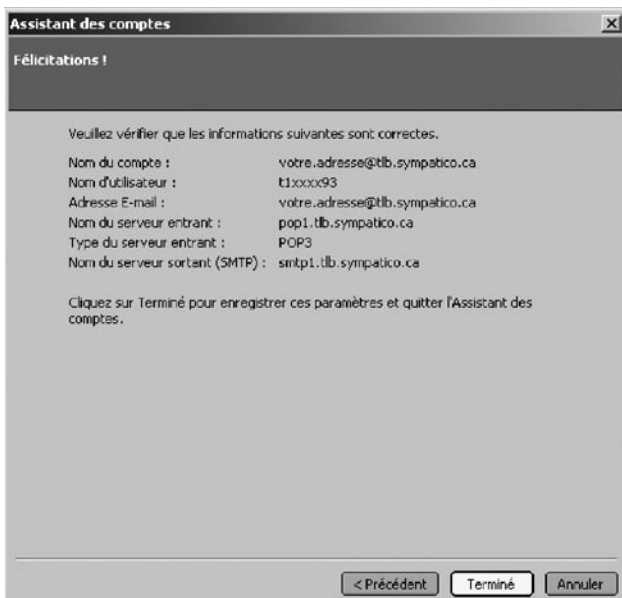 Assistant des comptes
Félicitations !
Veuillez vérifier que les informations suivantes sont correctes.
Nom du compte : votre.adresse@tlb.sympatico.ca
Nom d'utilisateur : t1xxxx93
Adresse E-mail : votre.adresse@tlb.sympatico.ca
Nom du serveur entrant : pop1.tlb.sympatico.ca
Type du serveur entrant : POP3
Nom du serveur sortant (SMTP) : smtp1.tlb.sympatico.ca
Cliquez sur Terminé pour enregistrer ces paramètres et quitter l'Assistant des
comptes.
< Précédent Terminé Annuler